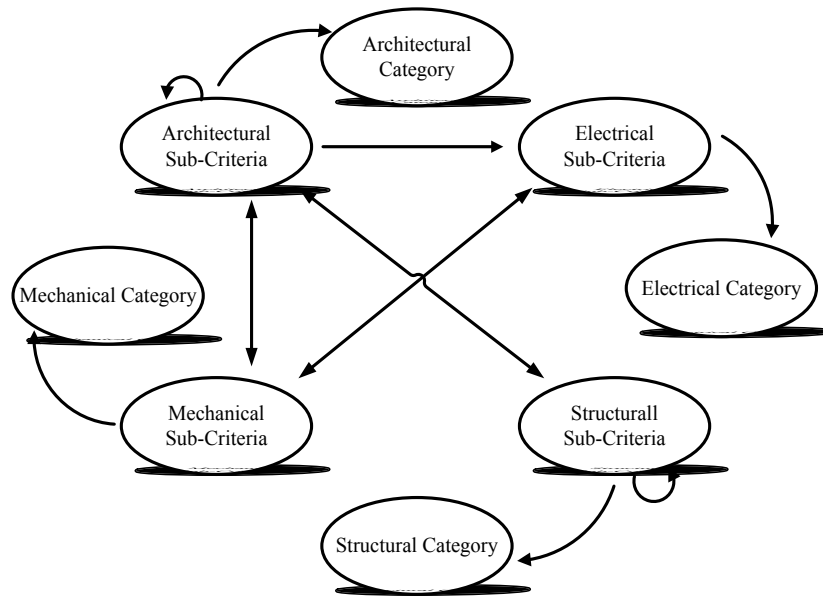 Architectural
Category
Architectural
Sub-Criteria
Electrical
Sub-Criteria
Mechanical Category
Electrical Category
Mechanical
Sub-Criteria
Structurall
Sub-Criteria
Structural Category